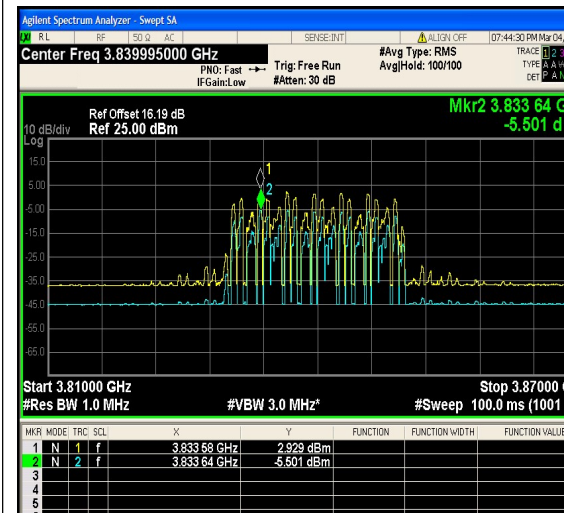 Agilent Spectrum Analyzer - Swept SA
RL RF 50 Ω AC SENSE:INT ALIGN OFF 07:44:30 PM Mar 04,
Center Freq 3.839995000 GHz #Avg Type: RMS TRACE 1 2 3
PNO: Fast Trig: Free Run Avg|Hold: 100/100 TYPE A A
IFGain:Low #Atten: 30 dB DET P A N
Mkr2 3.833 64 G
Ref Offset 16.19 dB
10 dB/div Ref 25.00 dBm -5.501 d
Log
15.0
5.00
-5.00
-15.0
-25.0
-35.0
-45.0
-55.0
-65.0
1
2
Start 3.81000 GHz Stop 3.87000
#Res BW 1.0 MHz #VBW 3.0 MHz* #Sweep 100.0 ms (1001
MKR MODE TRC SCL X Y FUNCTION FUNCTION WIDTH FUNCTION VALUE
1 N 1 f 3.833 58 GHz 2.929 dBm
2 N 2 f 3.833 64 GHz -5.501 dBm
3
4
5